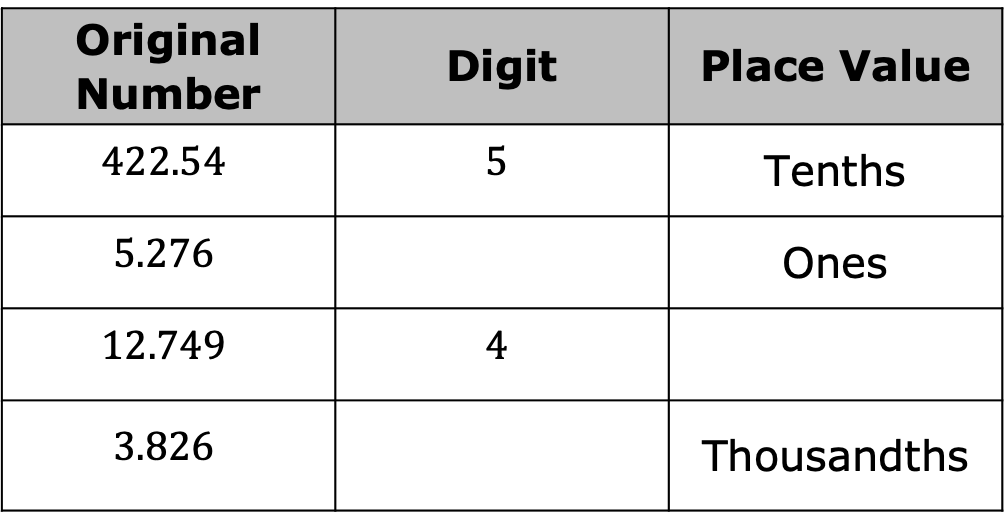 Original
Number
Digit
Place Value
422.54
5
Tenths
5.276
Ones
12.749
4
3.826
Thousandths